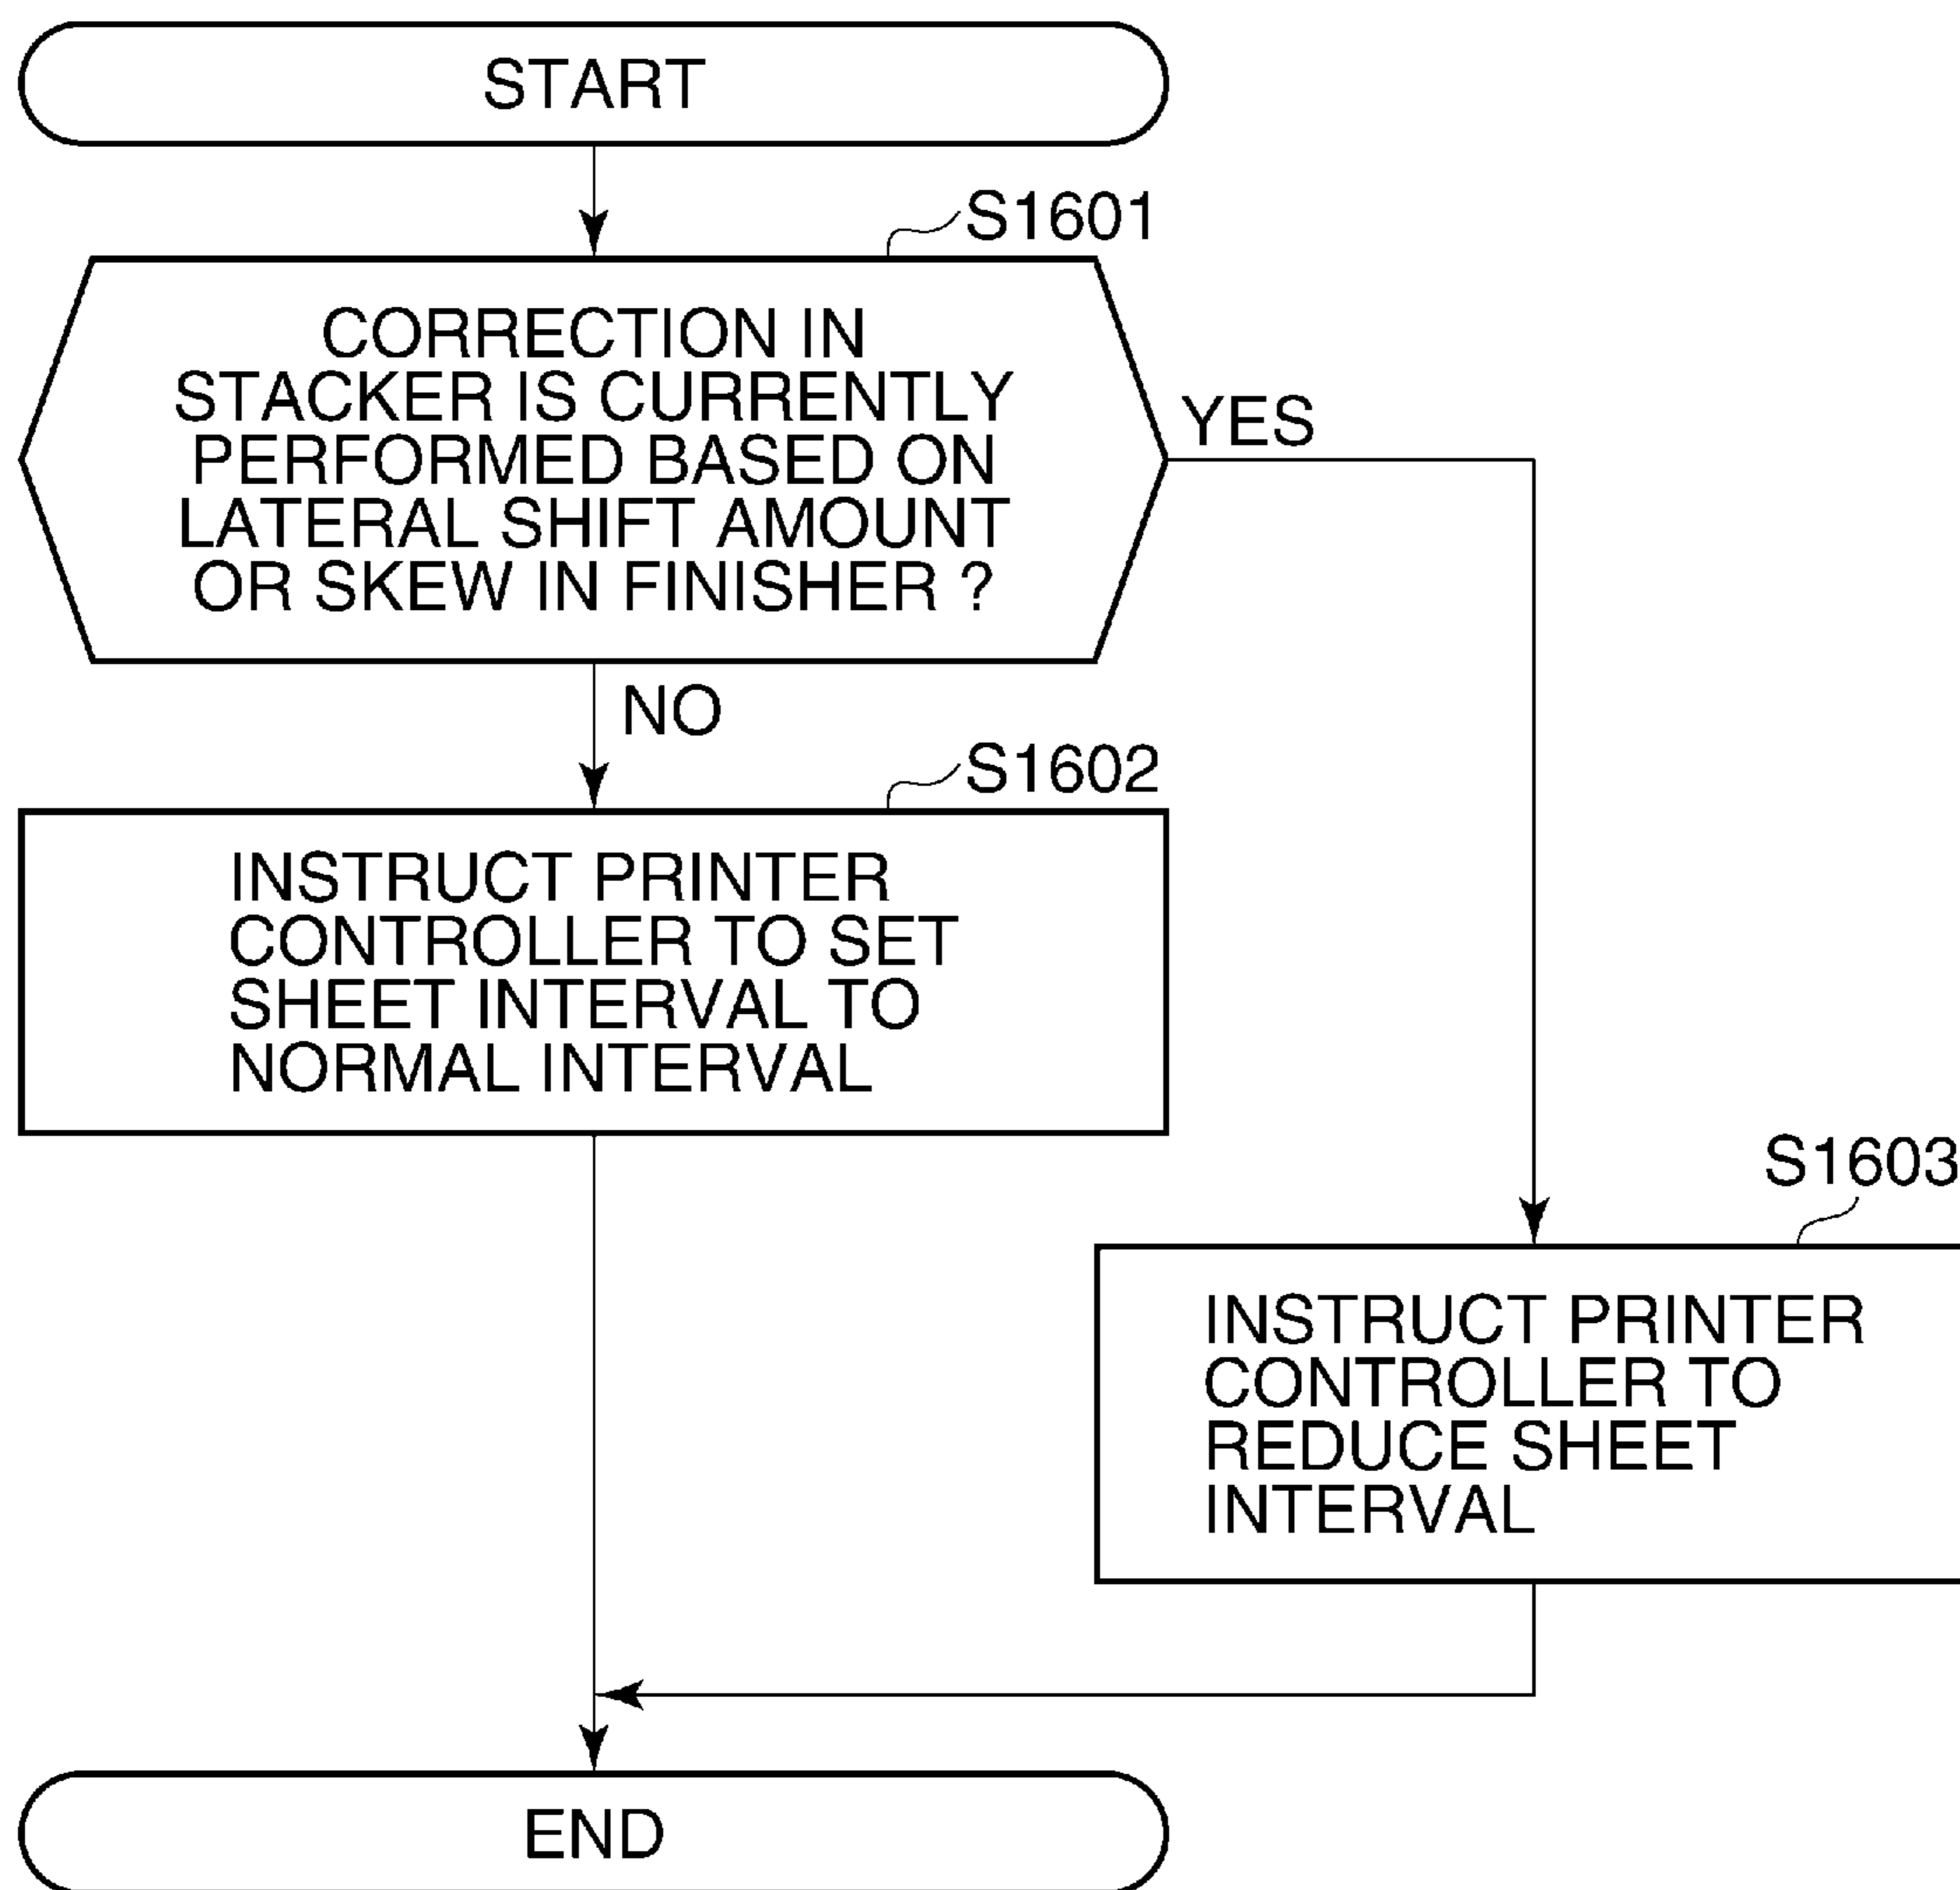 START
S1601
CORRECTION IN
STACKER IS CURRENTLY
PERFORMED BASED ON
LATERAL SHIFT AMOUNT
OR SKEW IN FINISHER ?
YES
NO
S1602
INSTRUCT PRINTER
CONTROLLER TO SET
SHEET INTERVAL TO
NORMAL INTERVAL
S1603
INSTRUCT PRINTER
CONTROLLER TO
REDUCE SHEET
INTERVAL
END